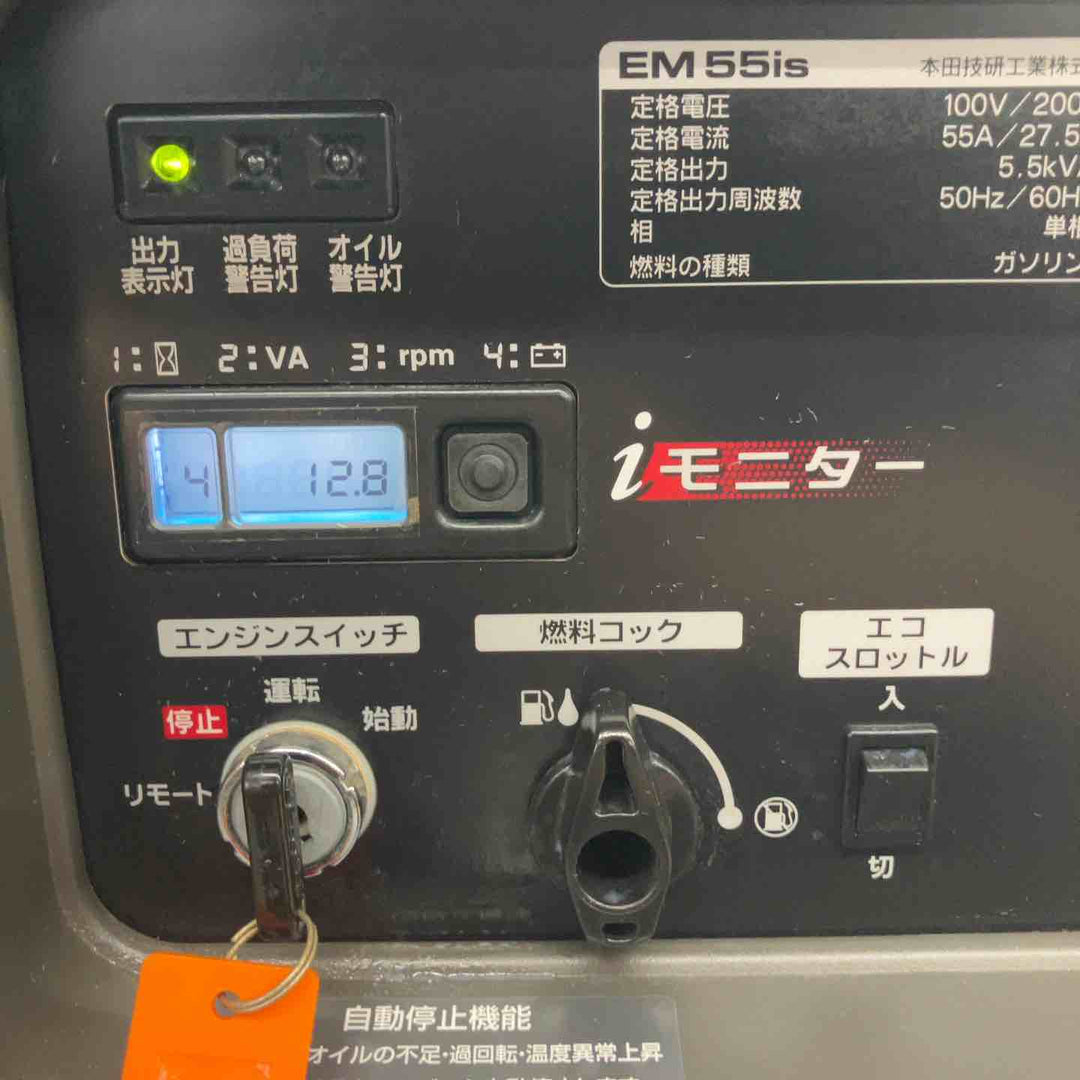 EM55is 本田技研工業株式
定格電圧 100V/200
定格電流 55A/27.5
定格出力 5.5kVA
定格出力周波数 50Hz/60H
相 単相
燃料の種類 ガソリン
出力
表示灯
過負荷
警告灯
オイル
警告灯
1: 2:VA 3:rpm 4:
4 12.8
iモニター
エンジンスイッチ
停止
運転
始動
リモート
燃料コック
エコ
スロットル
入
切
自動停止機能
オイルの不足・過回転・温度異常上昇